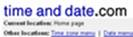 time and date.com
Current location: Home page
Other locations: Time zone menu | Date menu